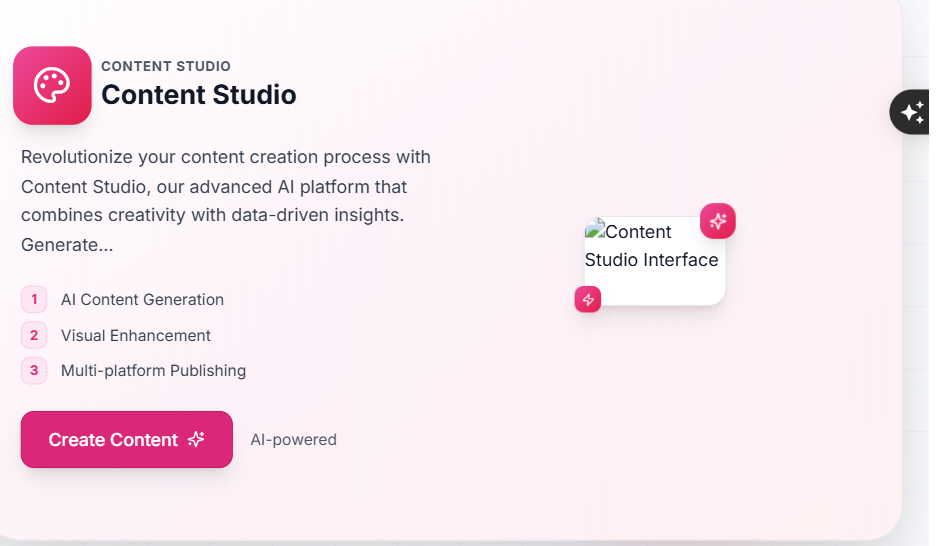 CONTENT STUDIO
Content Studio
Revolutionize your content creation process with
Content Studio, our advanced AI platform that
combines creativity with data-driven insights.
Generate...
Content
Studio Interface
1 AI Content Generation
2 Visual Enhancement
3 Multi-platform Publishing
Create Content
AI-powered